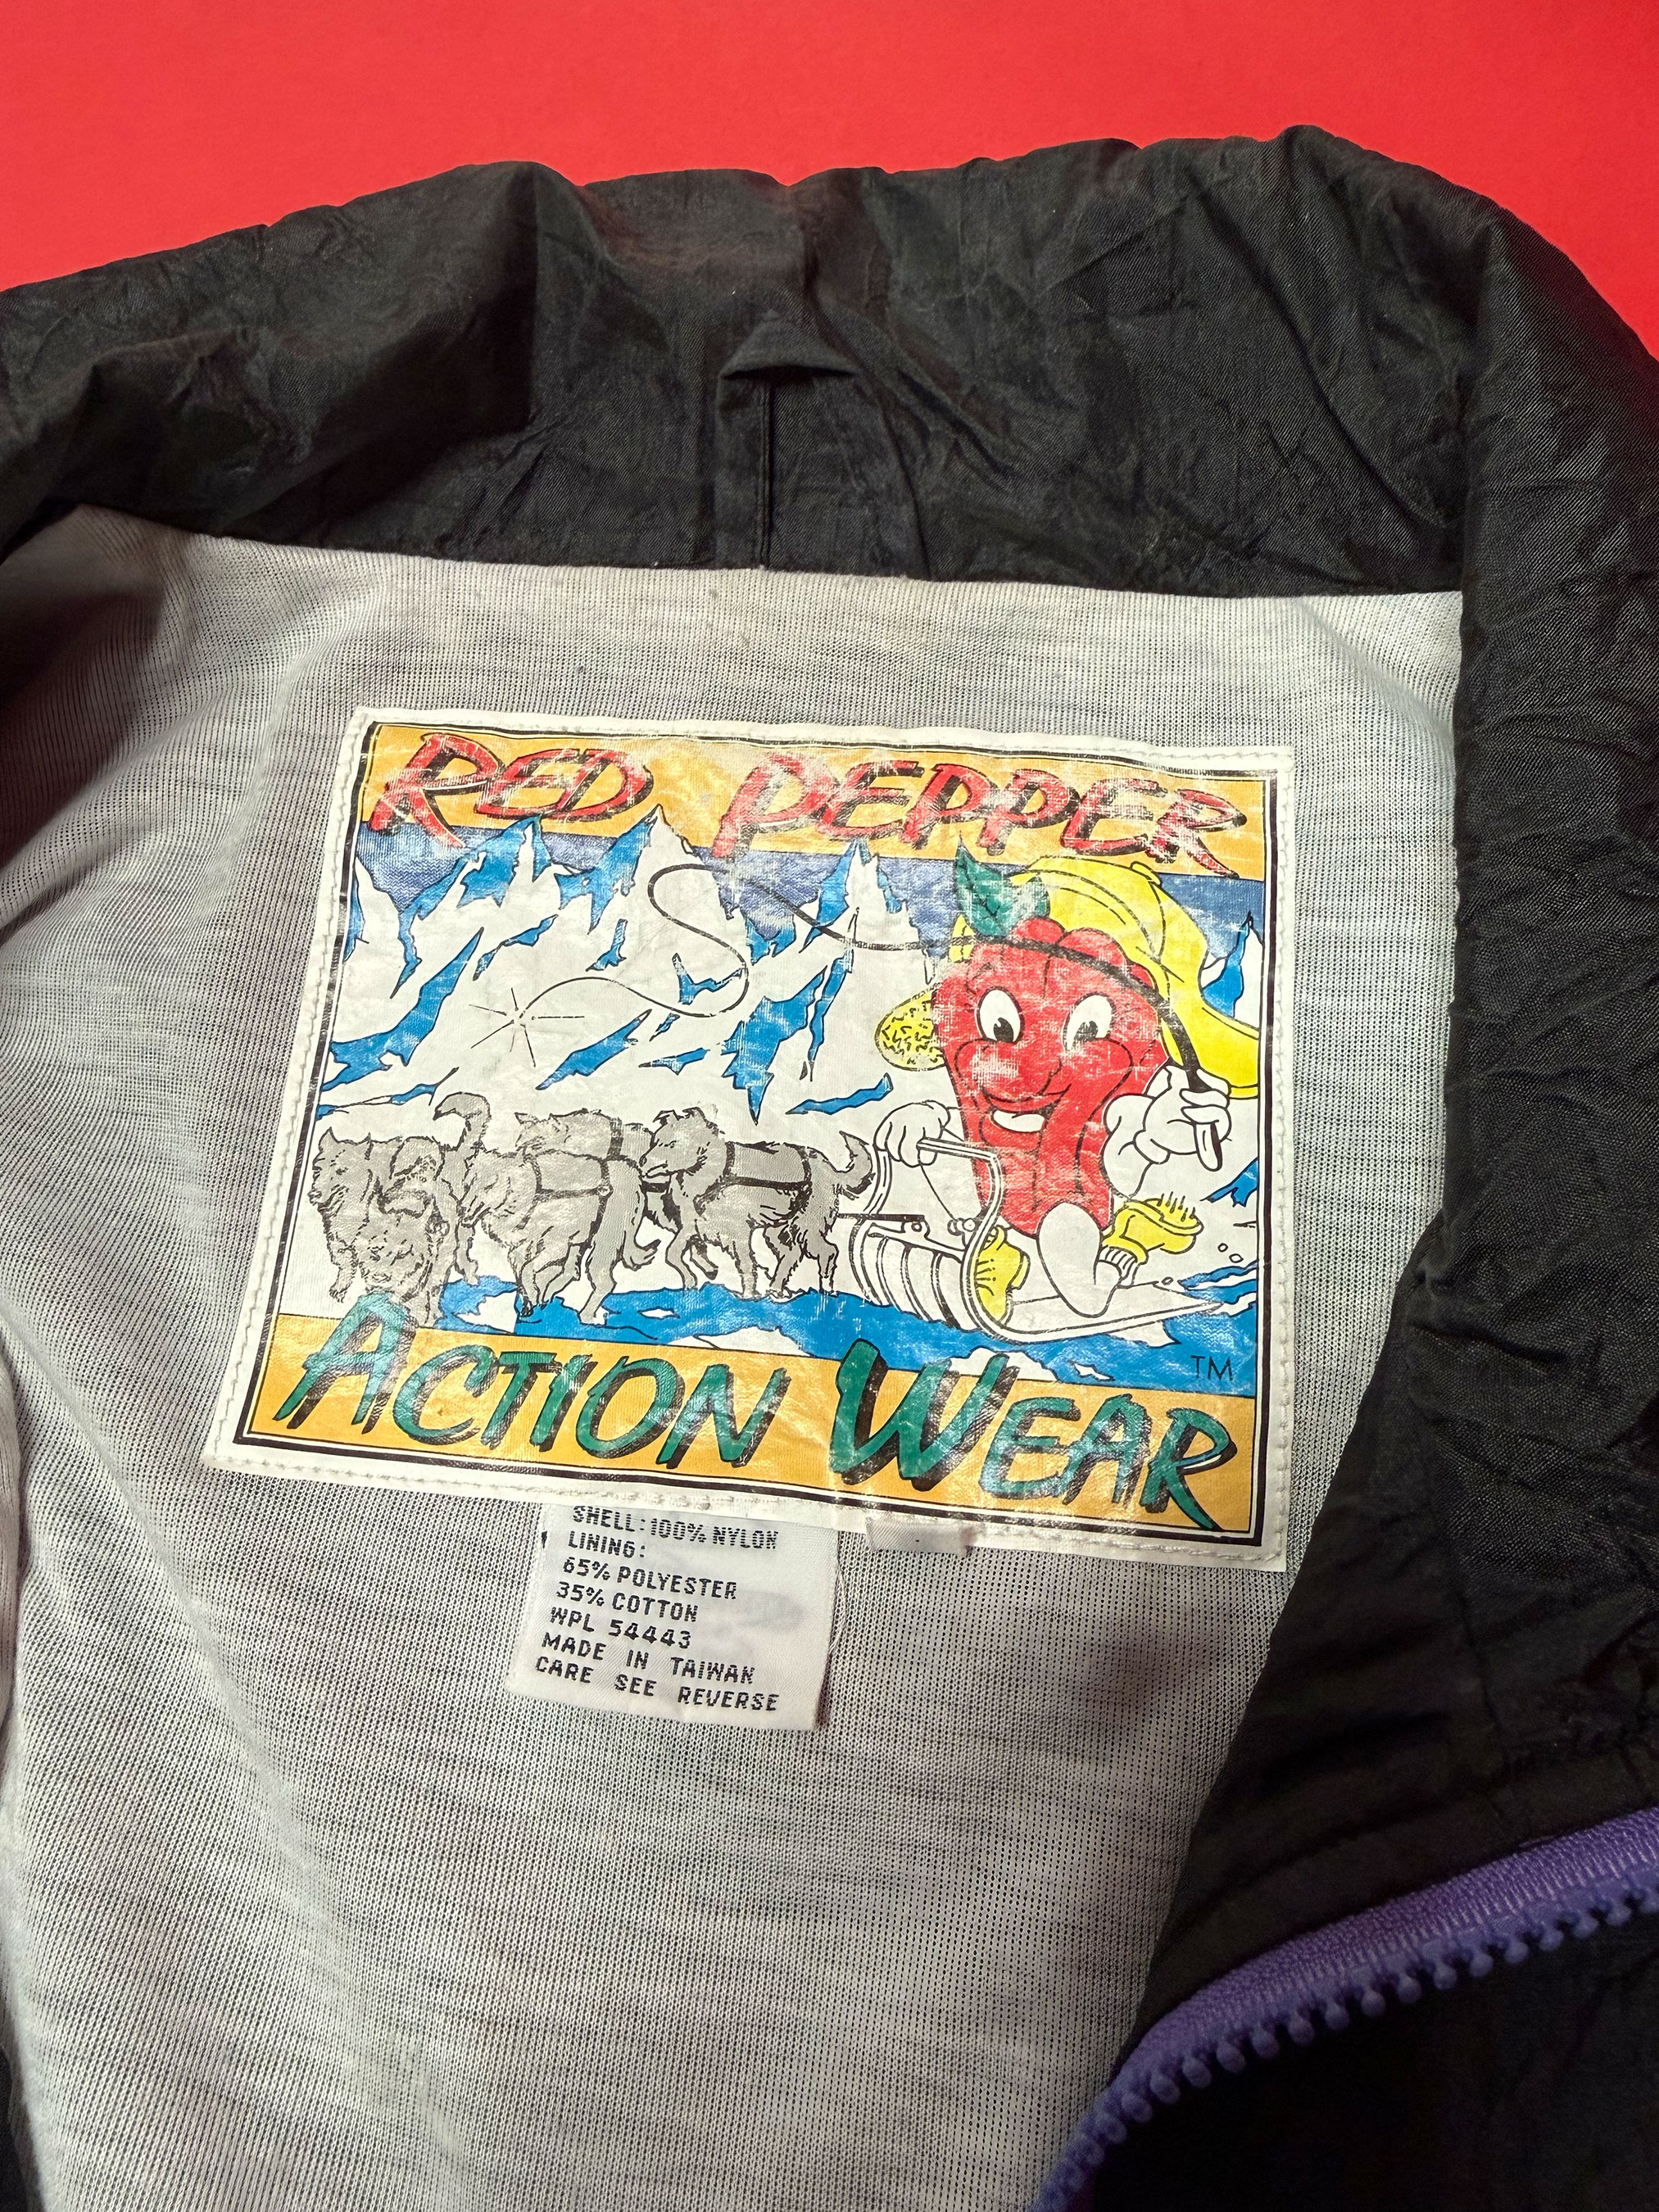 RED PEPPER
TM
ACTION WEAR
SHELL: 100% NYLON
LINING:
65% POLYESTER
35% COTTON
WPL 54443
MADE IN TAIWAN
CARE SEE REVERSE